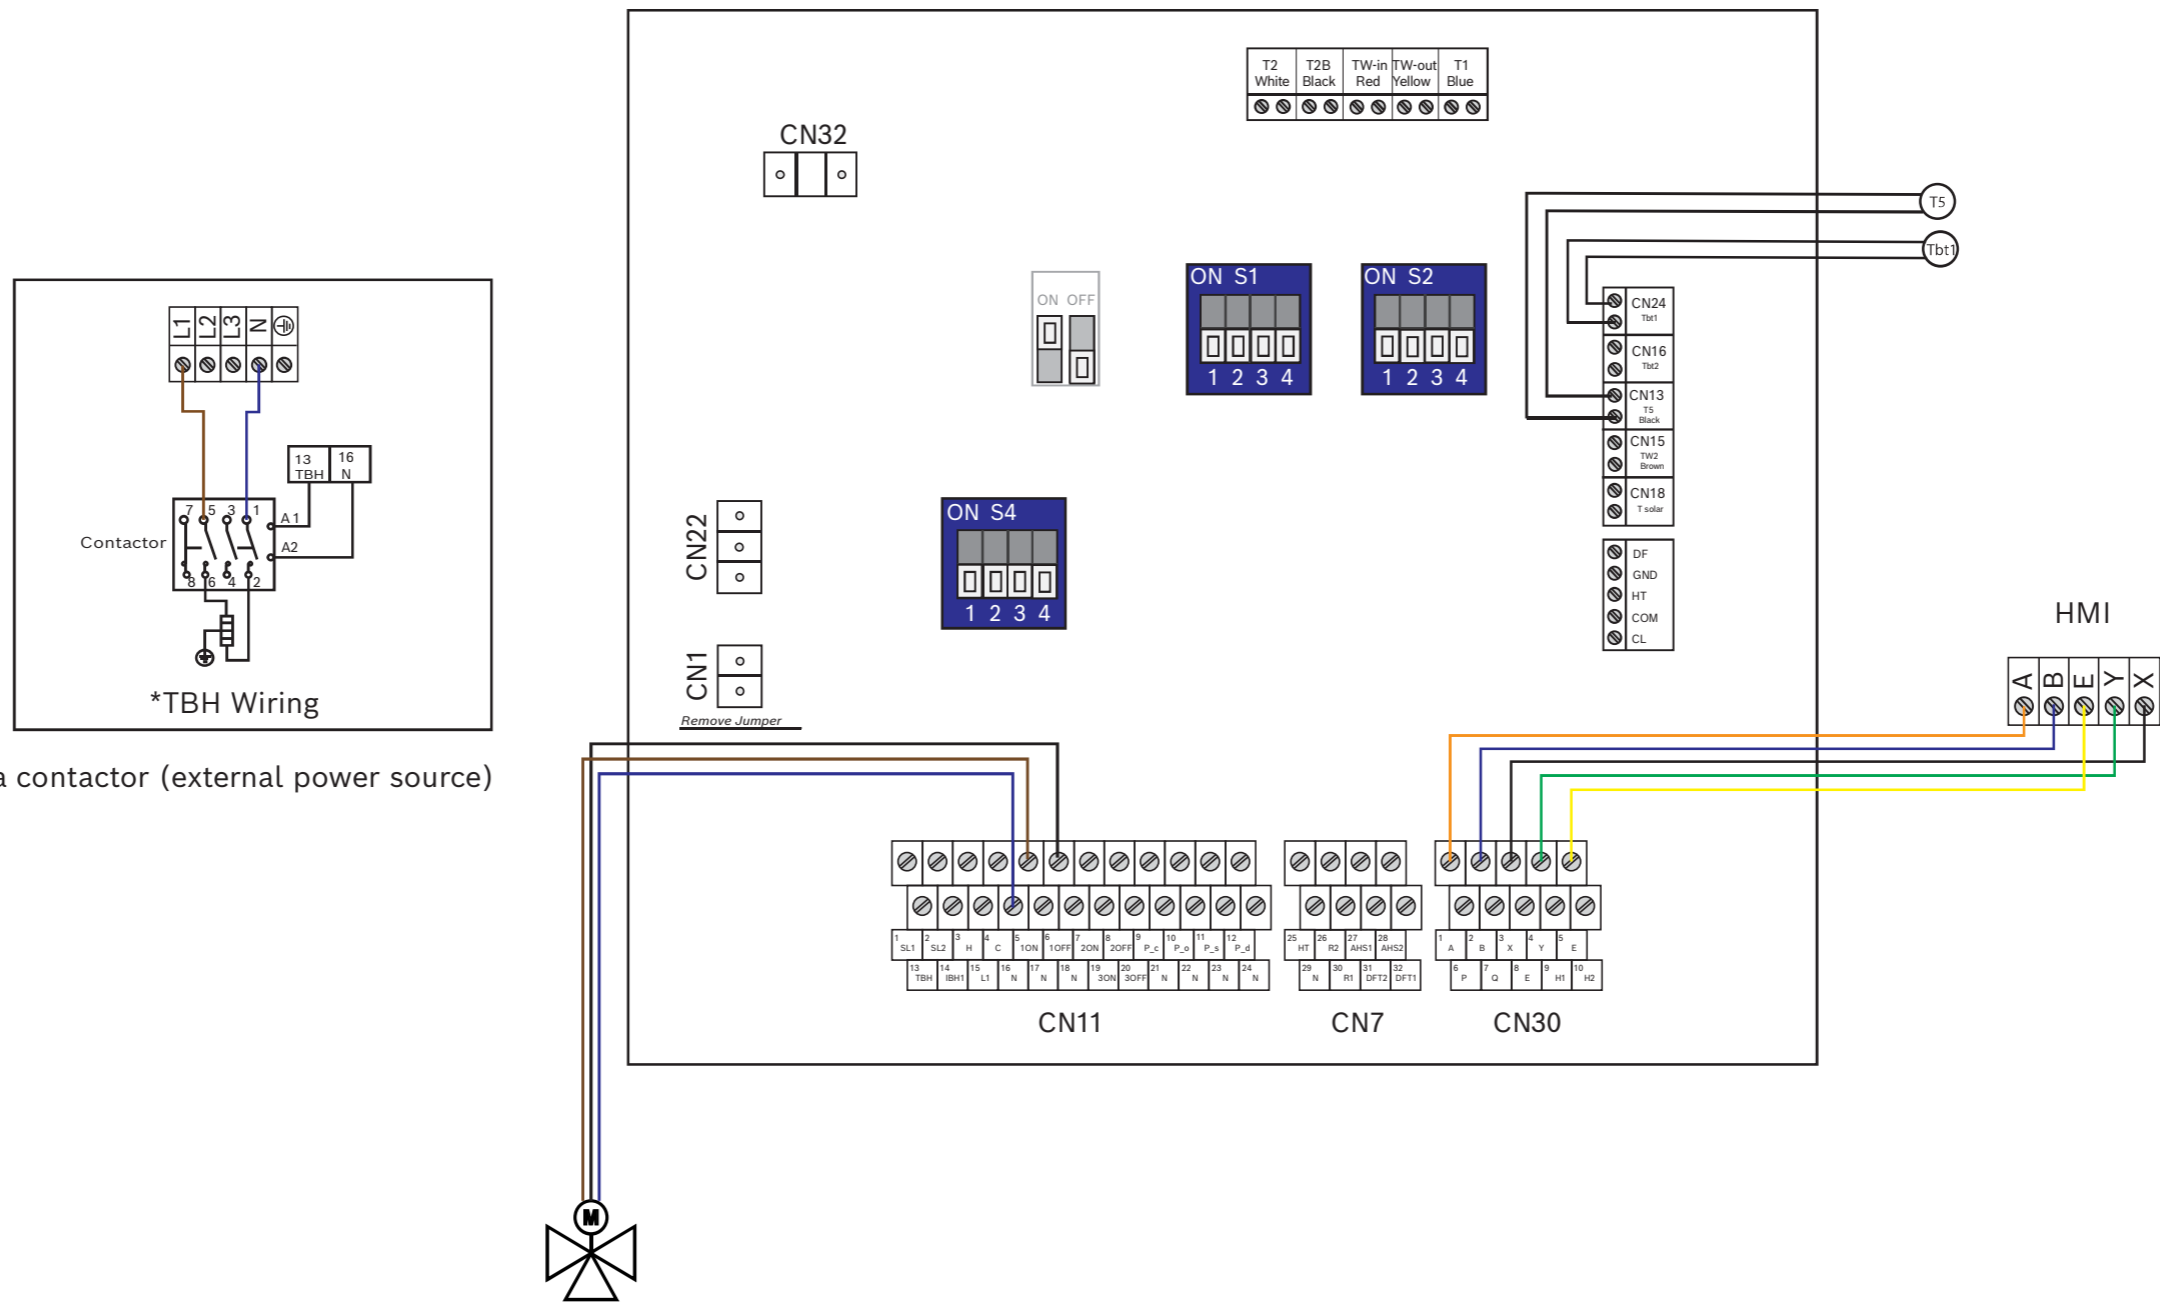 T2 T2B TW-in TW-out T1
White Black Red Yellow Blue
CN32
T5
Tbt1
ON OFF
ON S1
1 2 3 4
ON S2
1 2 3 4
CN24
Tbt1
CN16
Tbt2
CN13
T5
Black
CN15
TW2
Brown
CN18
T solar
DF
GND
HT
COM
CL
L1 L2 L3 N
13 16
TBH N
7 5 3 1
A1
Contactor
A2
8 6 4 2
*TBH Wiring
a contactor (external power source)
CN22
ON S4
1 2 3 4
CN1
Remove Jumper
HMI
A B E Y X
1 2 3 4 5 6 7 8 9 10 11 12
SL1 SL2 H C 1ON 1OFF 2ON 2OFF P_c P_o P_s P_d
13 14 15 16 17 18 19 20 21 22 23 24
TBH IBH1 L1 N N N 3ON 3OFF N N N N
CN11
25 26 27 28
HT R2 AHS1 AHS2
29 30 31 32
N R1 DFT2 DFT1
CN7
1 2 3 4 5
A B X Y E
6 7 8 9 10
P Q E H1 H2
CN30
M